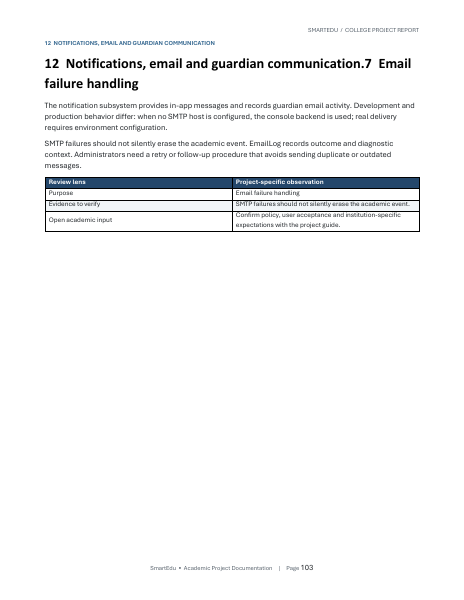 SMARTEDU / COLLEGE PROJECT REPORT
12 NOTIFICATIONS, EMAIL AND GUARDIAN COMMUNICATION
12 Notifications, email and guardian communication.7 Email
failure handling
The notification subsystem provides in-app messages and records guardian email activity. Development and
production behavior differ: when no SMTP host is configured, the console backend is used; real delivery
requires environment configuration.
SMTP failures should not silently erase the academic event. EmailLog records outcome and diagnostic
context. Administrators need a retry or follow-up procedure that avoids sending duplicate or outdated
messages.
Review lens Project-specific observation
Purpose Email failure handling
Evidence to verify SMTP failures should not silently erase the academic event.
Open academic input Confirm policy, user acceptance and institution-specific
expectations with the project guide.
SmartEdu • Academic Project Documentation | Page 103